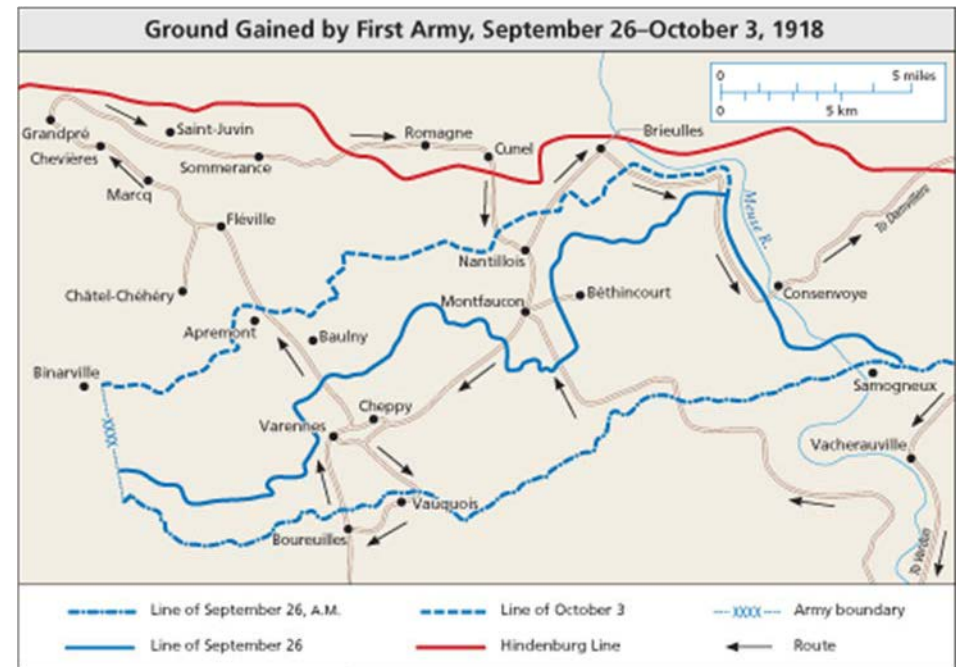 Ground Gained by First Army, September 26–October 3, 1918
0 5 miles
0 5 km
Grandpré
Saint-Juvin
Chevières
Sommerance
Romagne
Cunel
Brieulles
Marcq
Fléville
Meuse R.
To Damvillers
Nantillois
Châtel-Chéhéry
Montfaucon
Béthincourt
Consenvoye
Apremont
Baulny
Binarville
Samogneux
XXXX
Cheppy
Varennes
Vacherauville
Vauquois
Boureuilles
To Verdun
Line of September 26, A.M.
Line of October 3
XXXX
Army boundary
Line of September 26
Hindenburg Line
Route